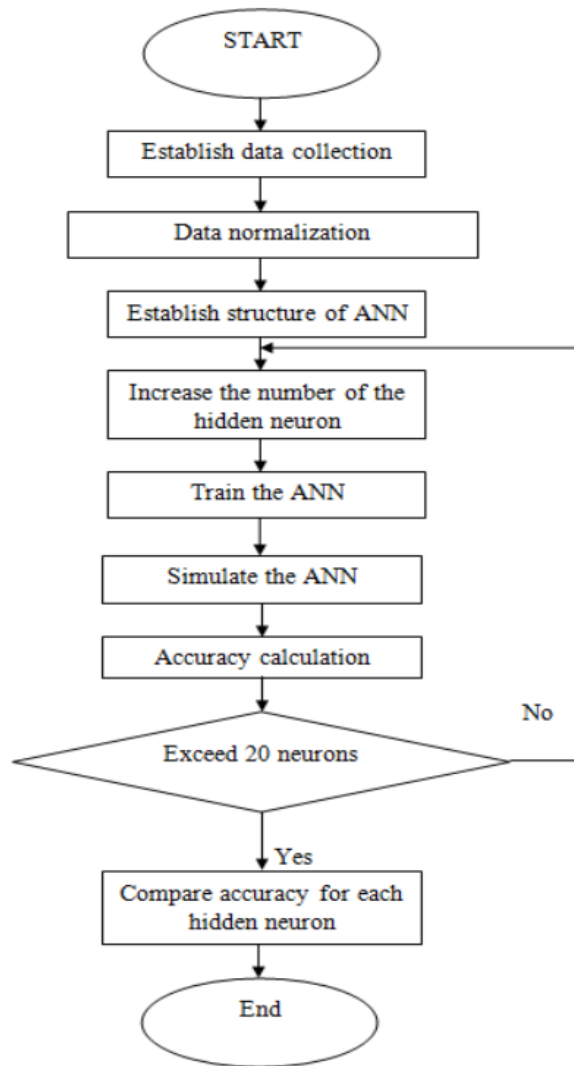 START
Establish data collection
Data normalization
Establish structure of ANN
Increase the number of the
hidden neuron
Train the ANN
Simulate the ANN
Accuracy calculation
No
Exceed 20 neurons
Yes
Compare accuracy for each
hidden neuron
End